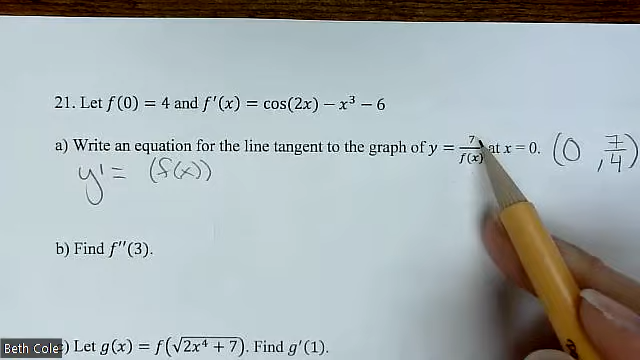 21. Let f(0) = 4 and f'(x) = cos(2x) − x³ − 6
a) Write an equation for the line tangent to the graph of y = 7/f(x) at x = 0. (0, 7/4)
y' = (f(x))
b) Find f''(3).
) Let g(x) = f(√(2x⁴ + 7)). Find g'(1).
Beth Cole